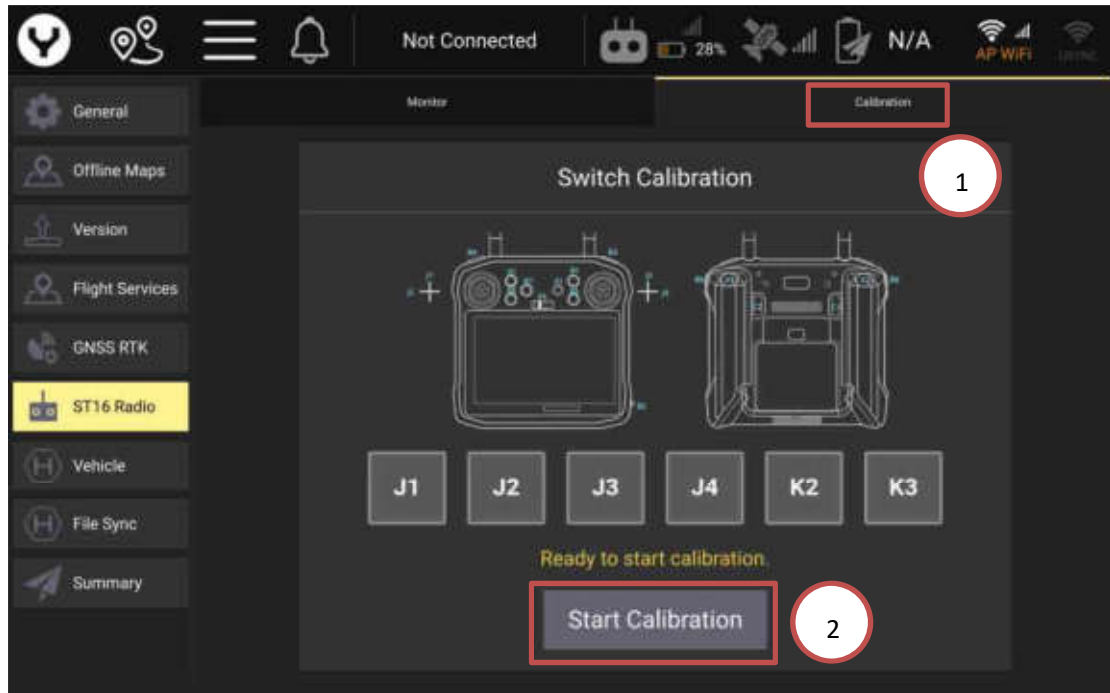 Not Connected
28%
N/A
AP WiFi
General
Offline Maps
Version
Flight Services
GNSS RTK
ST16 Radio
Vehicle
File Sync
Summary
Monitor
Calibration
1
Switch Calibration
J1
J2
J3
J4
K2
K3
Ready to start calibration.
Start Calibration
2